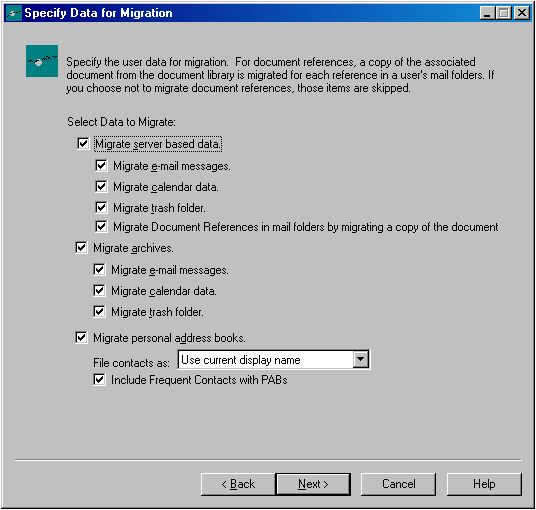 Specify Data for Migration
Specify the user data for migration. For document references, a copy of the associated
document from the document library is migrated for each reference in a user's mail folders. If
you choose not to migrate document references, those items are skipped.
Select Data to Migrate:
Migrate server based data.
Migrate e-mail messages.
Migrate calendar data.
Migrate trash folder.
Migrate Document References in mail folders by migrating a copy of the document
Migrate archives.
Migrate e-mail messages.
Migrate calendar data.
Migrate trash folder.
Migrate personal address books.
File contacts as: Use current display name
Include Frequent Contacts with PABs
< Back Next > Cancel Help